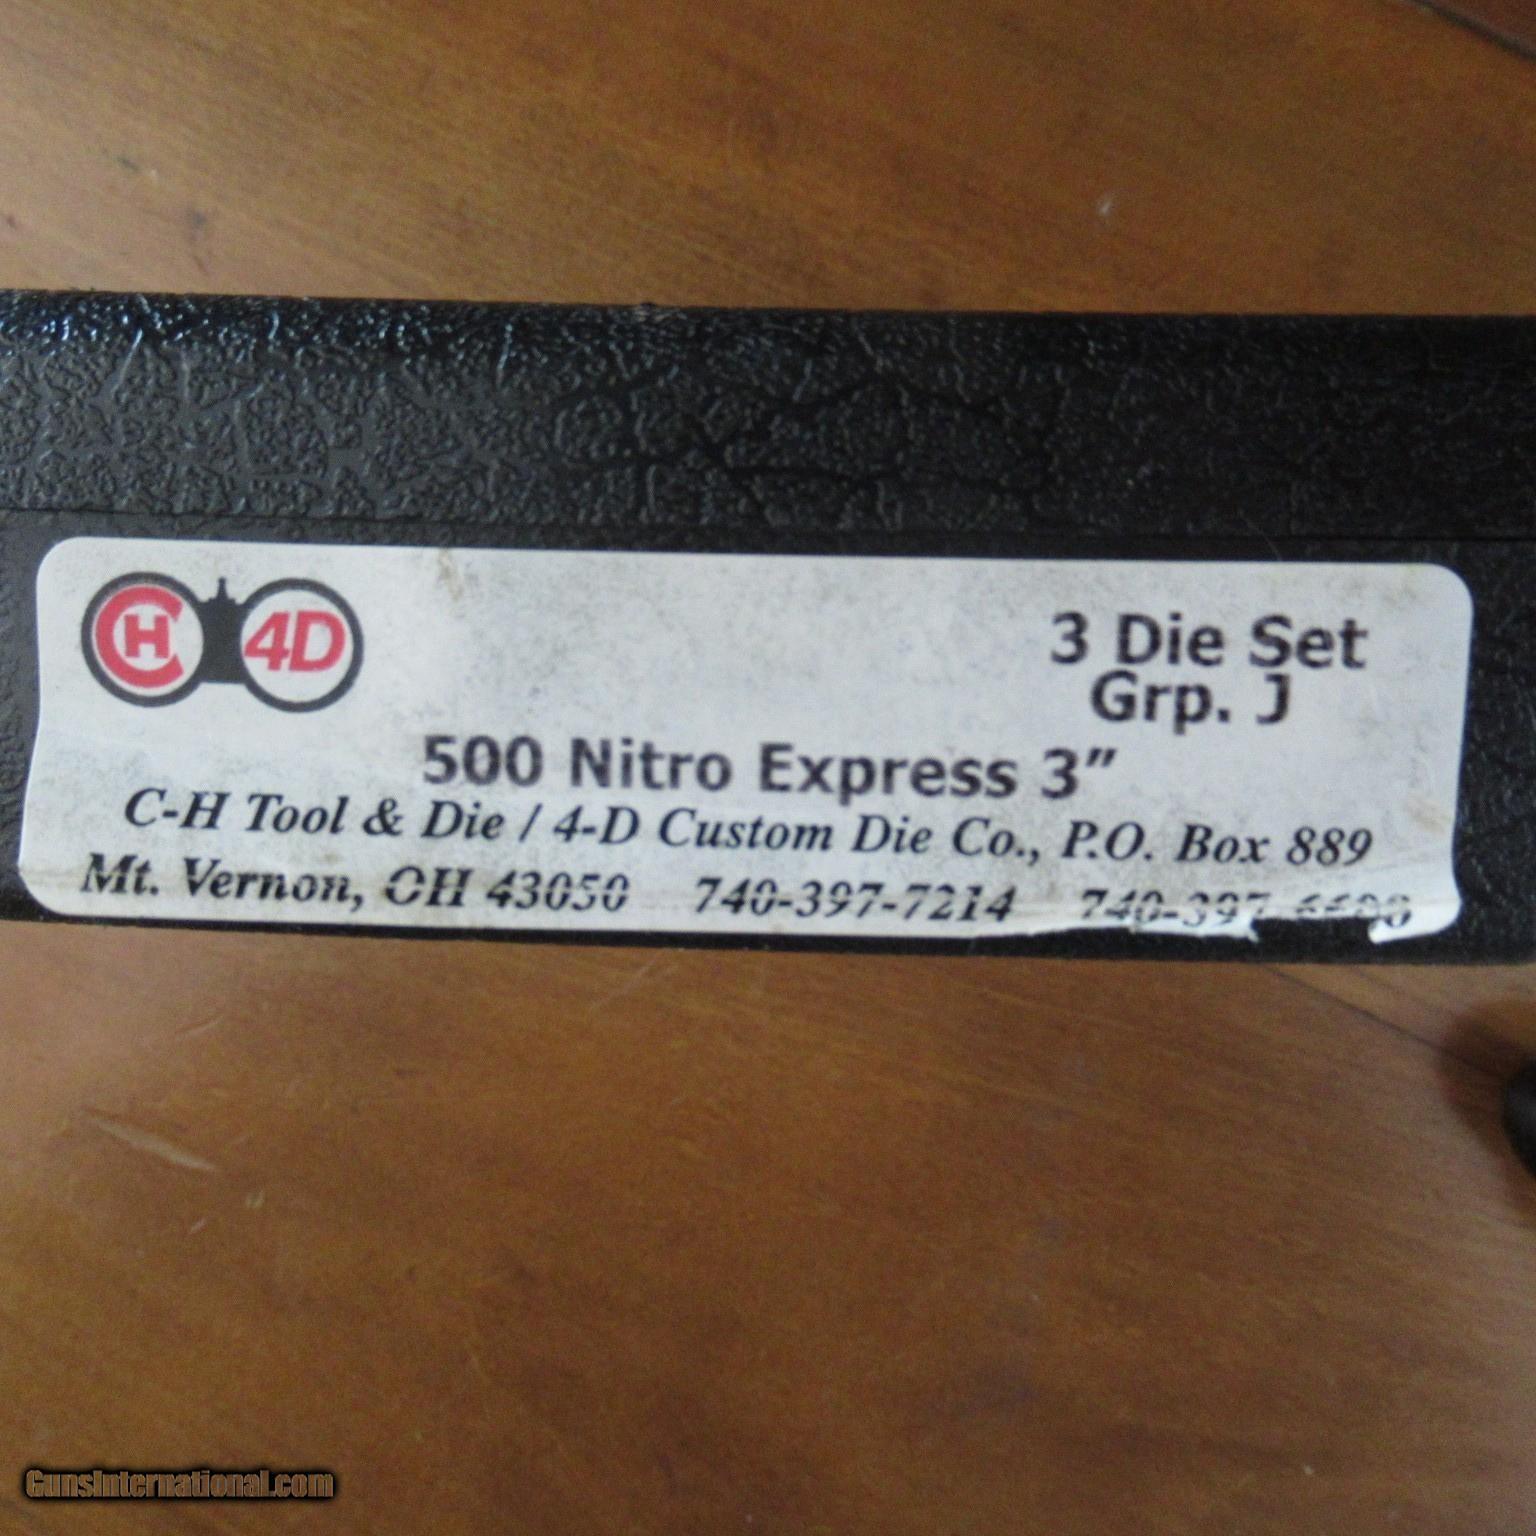 CH 4D
3 Die Set
Grp. J
500 Nitro Express 3"
C-H Tool & Die / 4-D Custom Die Co., P.O. Box 889
Mt. Vernon, OH 43050 740-397-7214
GunsInternational.com